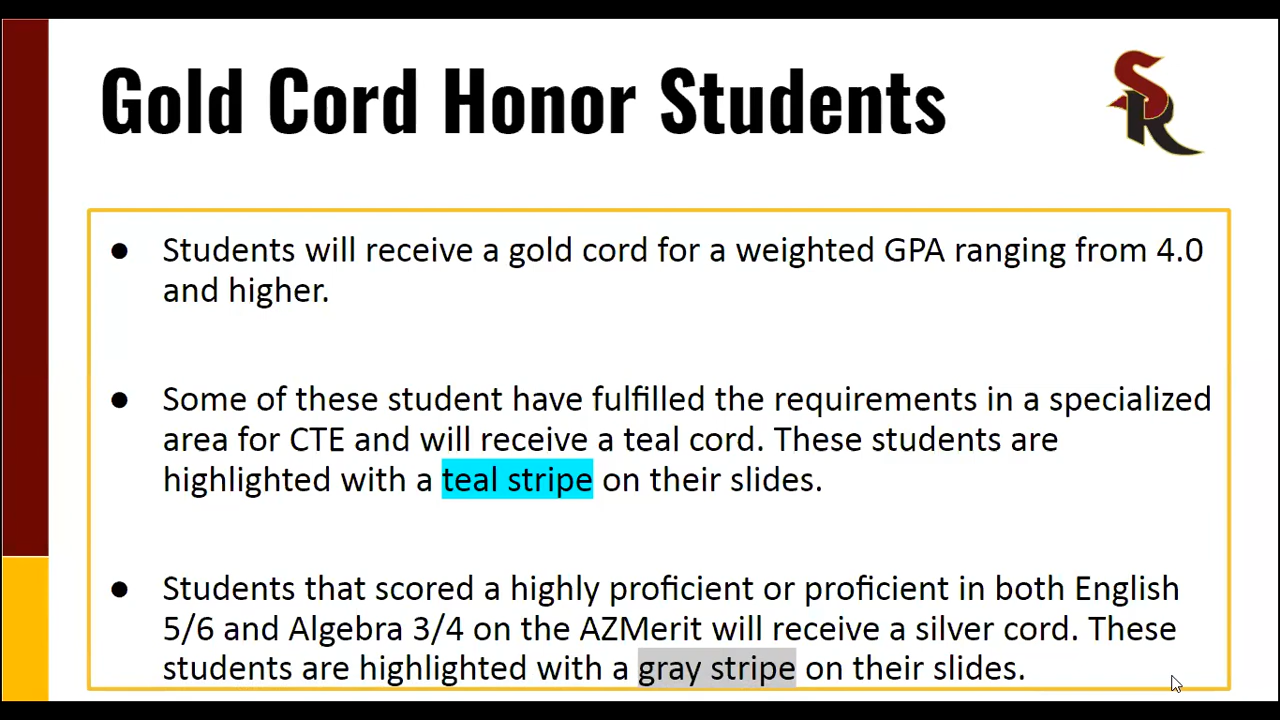 Gold Cord Honor Students
SR
● Students will receive a gold cord for a weighted GPA ranging from 4.0
and higher.
● Some of these student have fulfilled the requirements in a specialized
area for CTE and will receive a teal cord. These students are
highlighted with a teal stripe on their slides.
● Students that scored a highly proficient or proficient in both English
5/6 and Algebra 3/4 on the AZMerit will receive a silver cord. These
students are highlighted with a gray stripe on their slides.